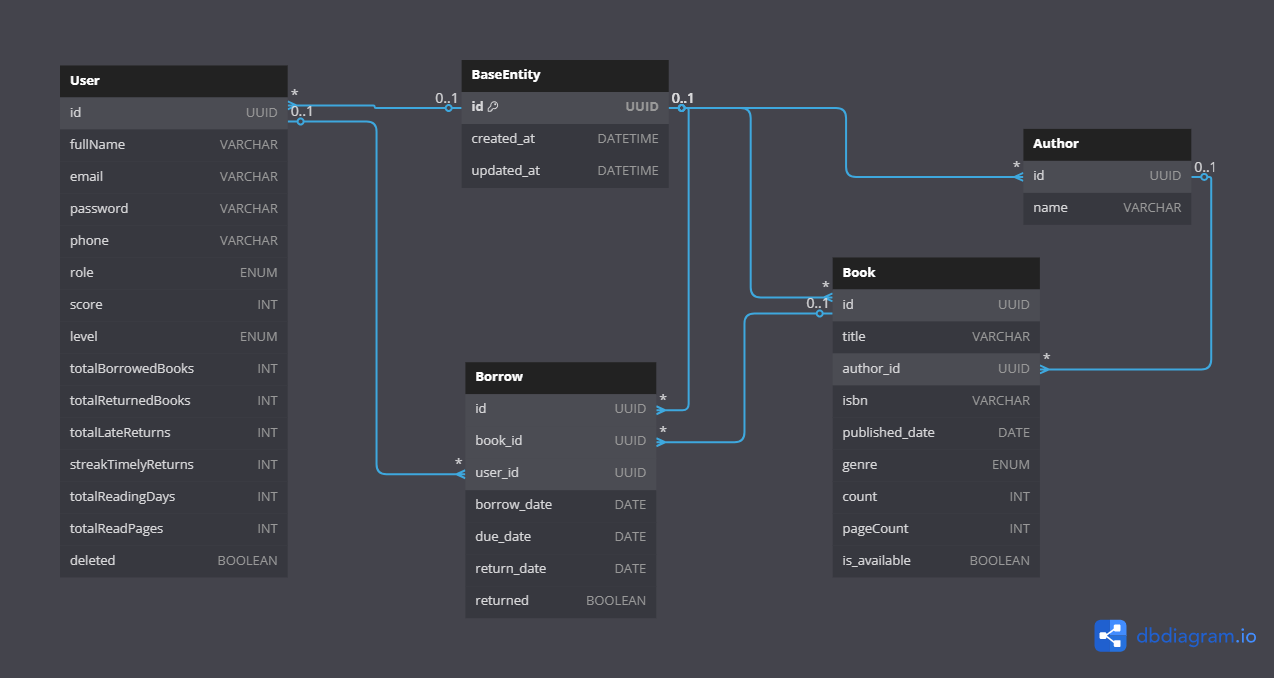 User
id UUID
fullName VARCHAR
email VARCHAR
password VARCHAR
phone VARCHAR
role ENUM
score INT
level ENUM
totalBorrowedBooks INT
totalReturnedBooks INT
totalLateReturns INT
streakTimelyReturns INT
totalReadingDays INT
totalReadPages INT
deleted BOOLEAN
*
0..1
0..1
BaseEntity
id UUID
created_at DATETIME
updated_at DATETIME
0..1
Borrow
id UUID
book_id UUID
user_id UUID
borrow_date DATE
due_date DATE
return_date DATE
returned BOOLEAN
*
*
*
Author
id UUID
name VARCHAR
*
0..1
Book
id UUID
title VARCHAR
author_id UUID
isbn VARCHAR
published_date DATE
genre ENUM
count INT
pageCount INT
is_available BOOLEAN
*
0..1
*
dbdiagram.io